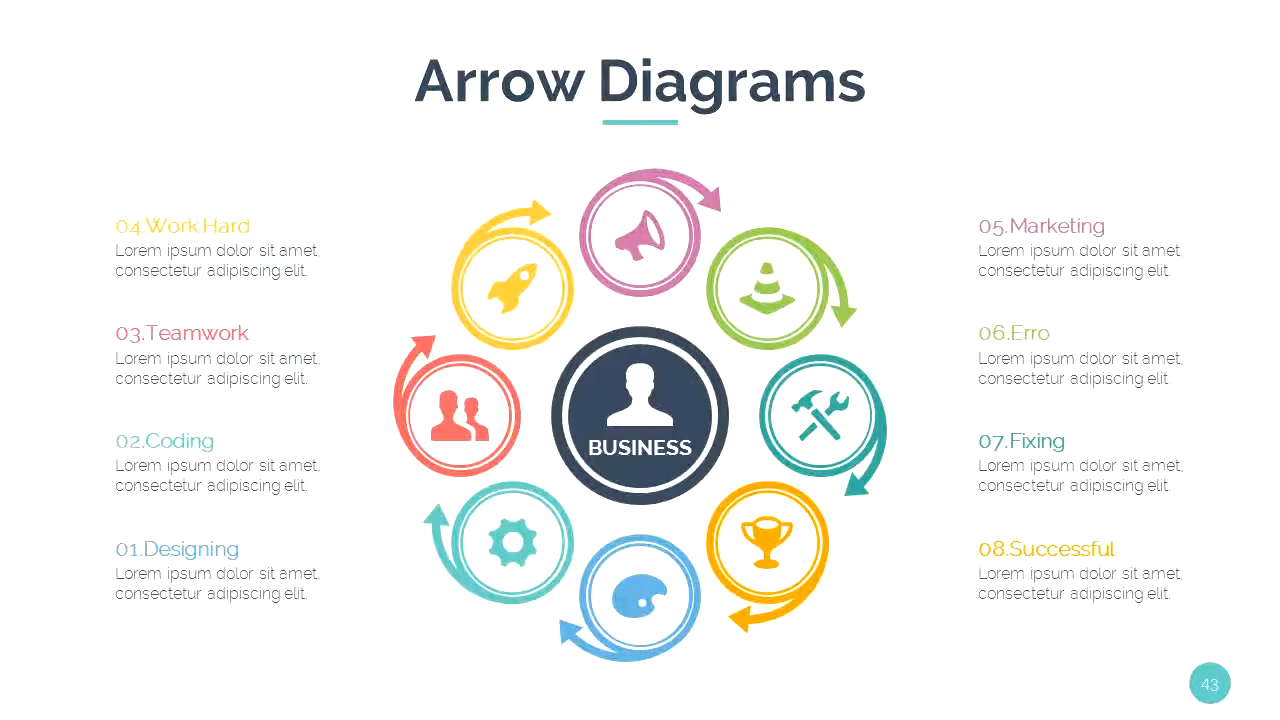 Arrow Diagrams
04.Work Hard
Lorem ipsum dolor sit amet,
consectetur adipiscing elit.
03.Teamwork
Lorem ipsum dolor sit amet,
consectetur adipiscing elit.
02.Coding
Lorem ipsum dolor sit amet,
consectetur adipiscing elit.
01.Designing
Lorem ipsum dolor sit amet,
consectetur adipiscing elit.
BUSINESS
05.Marketing
Lorem ipsum dolor sit amet,
consectetur adipiscing elit.
06.Erro
Lorem ipsum dolor sit amet,
consectetur adipiscing elit.
07.Fixing
Lorem ipsum dolor sit amet,
consectetur adipiscing elit.
08.Successful
Lorem ipsum dolor sit amet,
consectetur adipiscing elit.
43